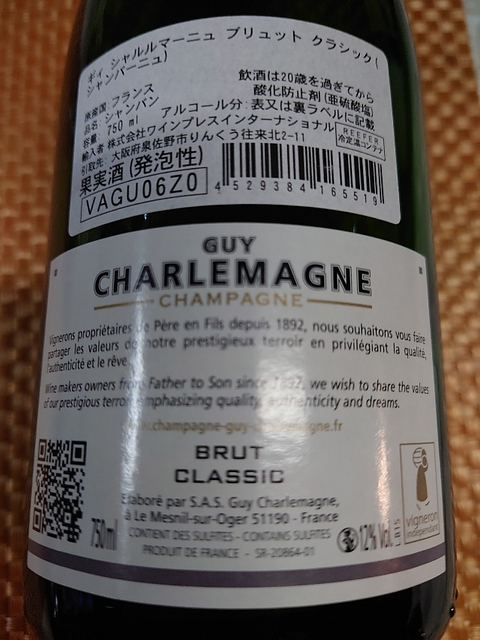 ギィ シャルルマーニュ ブリュット クラシック(
シャンパーニュ)
原産国: フランス
品名: シャンパン
容量: 750 ml
飲酒は20歳を過ぎてから
酸化防止剤(亜硫酸塩)
アルコール分:表又は裏ラベルに記載
輸入者 株式会社ワインプレスインターナショナル
引取先: 大阪府泉佐野市りんくう往来北2-11
REEFER
冷定温コンテナ
果実酒(発泡性)
VAGU06Z0
4 529384 165519
GUY
CHARLEMAGNE
CHAMPAGNE
Vignerons propriétaires de Père en Fils depuis 1892, nous souhaitons vous faire
partager les valeurs de notre prestigieux terroir en privilégiant la qualité,
l'authenticité et le rêve.
Wine makers owners from Father to Son since 1892, we wish to share the values
of our prestigious terroir emphasizing quality, authenticity and dreams.
www.champagne-guy-charlemagne.fr
BRUT
CLASSIC
Elaboré par S.A.S. Guy Charlemagne,
à Le Mesnil-sur-Oger 51190 - France
750ml
CONTENT DES SULFITES - CONTAINS SULFITES
12% Vol.
PRODUIT DE FRANCE - SR-20864-01
LB15
vigneron
indépendant